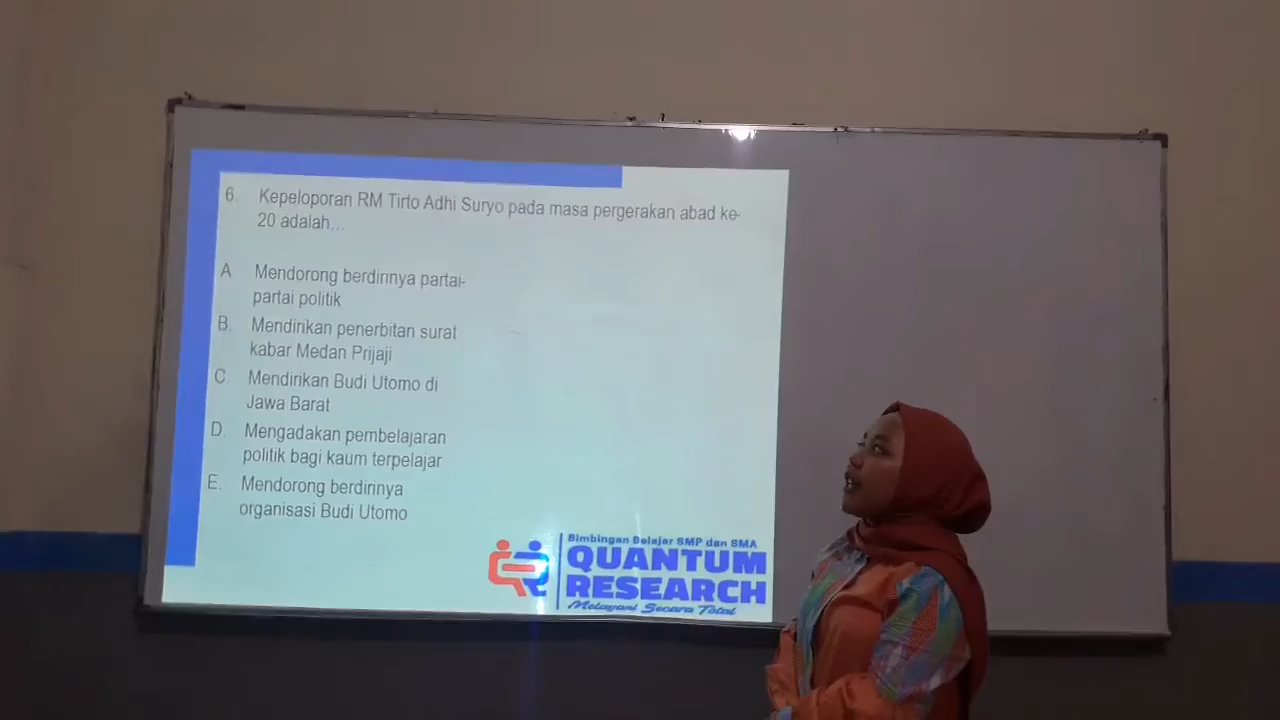 6. Kepeloporan RM Tirto Adhi Suryo pada masa pergerakan abad ke-
20 adalah...
A Mendorong berdirinya partai-
partai politik
B. Mendirikan penerbitan surat
kabar Medan Prijaji
C. Mendirikan Budi Utomo di
Jawa Barat
D. Mengadakan pembelajaran
politik bagi kaum terpelajar
E. Mendorong berdirinya
organisasi Budi Utomo
Bimbingan Belajar SMP dan SMA
QUANTUM
RESEARCH
Melayani Secara Total